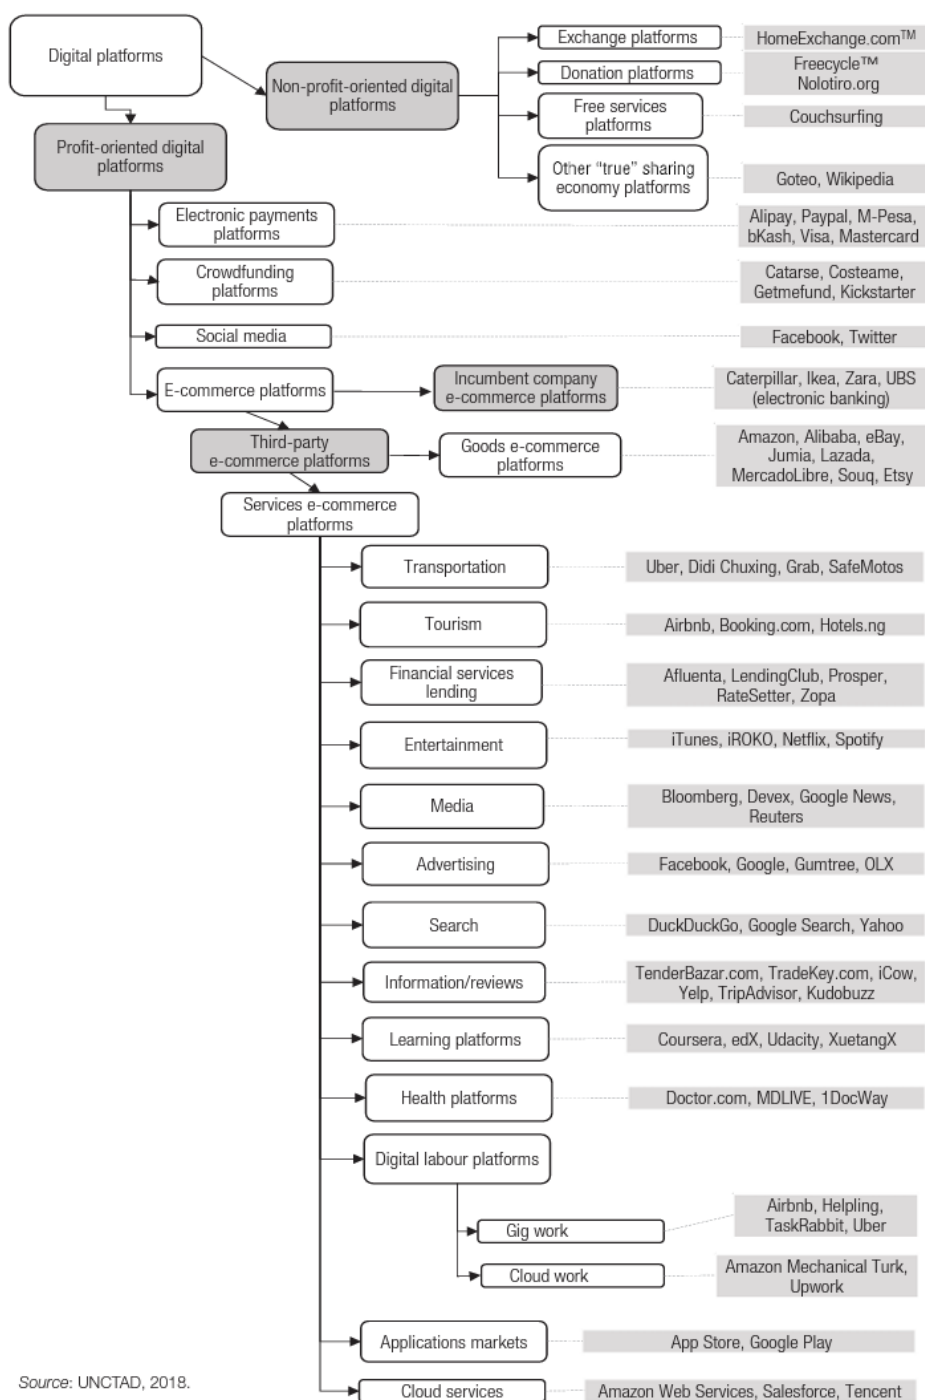 Digital platforms
Non-profit-oriented digital
platforms
Exchange platforms
HomeExchange.com™
Donation platforms
Freecycle™
Nolotiro.org
Free services
platforms
Couchsurfing
Other “true” sharing
economy platforms
Goteo, Wikipedia
Profit-oriented digital
platforms
Electronic payments
platforms
Alipay, Paypal, M-Pesa,
bKash, Visa, Mastercard
Crowdfunding
platforms
Catarse, Costeame,
Getmefund, Kickstarter
Social media
Facebook, Twitter
E-commerce platforms
Incumbent company
e-commerce platforms
Caterpillar, Ikea, Zara, UBS
(electronic banking)
Third-party
e-commerce platforms
Goods e-commerce
platforms
Amazon, Alibaba, eBay,
Jumia, Lazada,
MercadoLibre, Souq, Etsy
Services e-commerce
platforms
Transportation
Uber, Didi Chuxing, Grab, SafeMotos
Tourism
Airbnb, Booking.com, Hotels.ng
Financial services
lending
Afluenta, LendingClub, Prosper,
RateSetter, Zopa
Entertainment
iTunes, iROKO, Netflix, Spotify
Media
Bloomberg, Devex, Google News,
Reuters
Advertising
Facebook, Google, Gumtree, OLX
Search
DuckDuckGo, Google Search, Yahoo
Information/reviews
TenderBazar.com, TradeKey.com, iCow,
Yelp, TripAdvisor, Kudobuzz
Learning platforms
Coursera, edX, Udacity, XuetangX
Health platforms
Doctor.com, MDLIVE, 1DocWay
Digital labour platforms
Gig work
Airbnb, Helpling,
TaskRabbit, Uber
Cloud work
Amazon Mechanical Turk,
Upwork
Applications markets
App Store, Google Play
Cloud services
Amazon Web Services, Salesforce, Tencent
Source: UNCTAD, 2018.